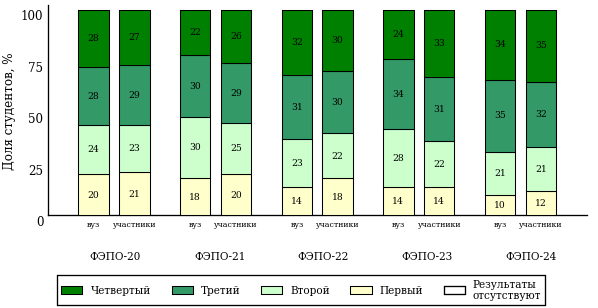 Доля студентов, %
100
75
50
25
0
28 27 22 26 32 30 24 33 34 35
28 29 30 29 31 30 34 31 35 32
24 23 30 25 23 22 28 22 21 21
20 21 18 20 14 18 14 14 10 12
вуз участники вуз участники вуз участники вуз участники вуз участники
ФЭПО-20 ФЭПО-21 ФЭПО-22 ФЭПО-23 ФЭПО-24
Четвертый Третий Второй Первый Результаты
отсутствуют